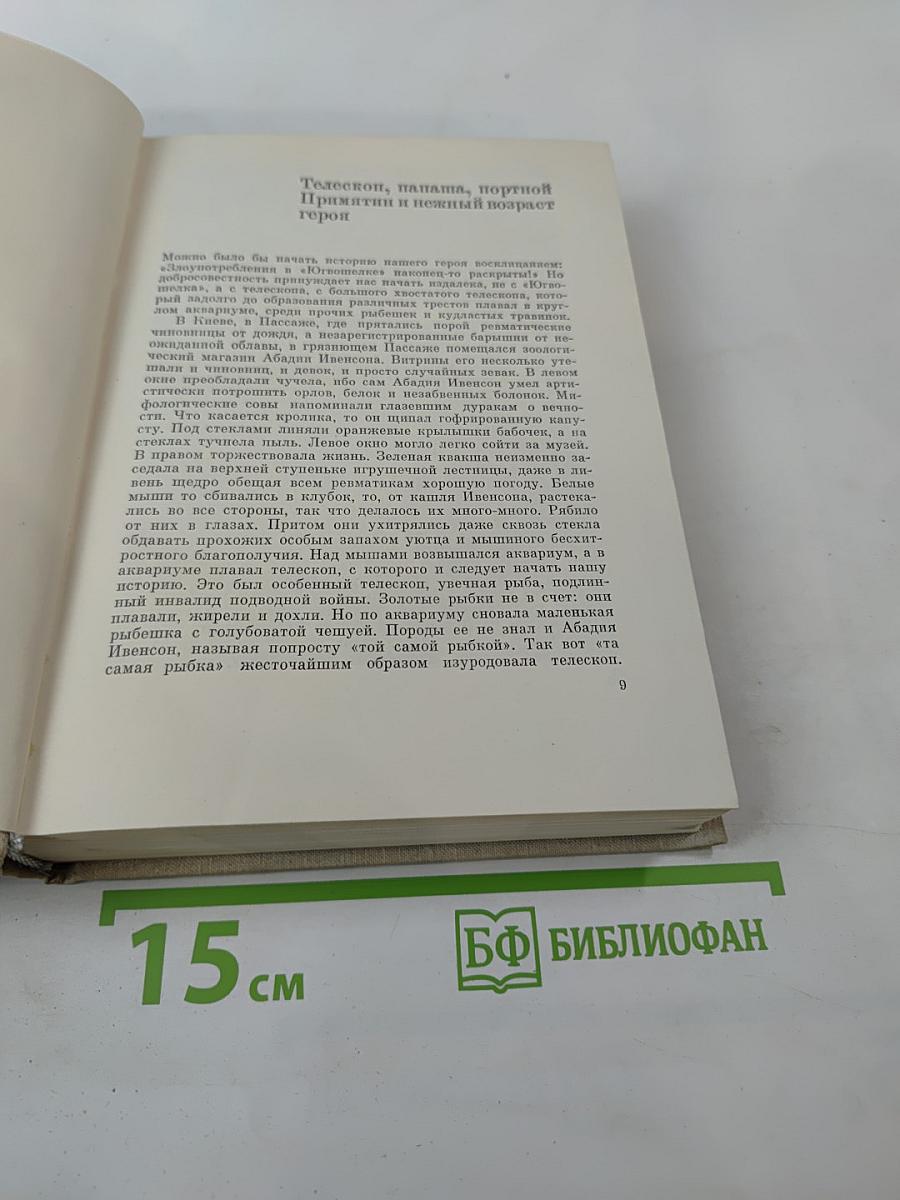 Телескоп, папаша, портной
Примятин и нежный возраст
героя
Можно было бы начать историю нашего героя восклицанием:
«Злоупотребления в «Югвошелке» наконец-то раскрыты!» Но
добросовестность принуждает нас начать издалека, не с «Югво-
шелка», а с телескопа, с большого хвостатого телескопа, кото-
рый задолго до образования различных трестов плавал в круг-
лом аквариуме, среди прочих рыбешек и кудластых травинок.
В Киеве, в Пассаже, где прятались порой ревматические
чиновницы от дождя, а незарегистрированные барышни от не-
ожиданной облавы, в грязнющем Пассаже помещался зоологи-
ческий магазин Абадии Ивенсона. Витрины его несколько уте-
шали и чиновниц, и девок, и просто случайных зевак. В левом
окне преобладали чучела, ибо сам Абадия Ивенсон умел арти-
стически потрошить орлов, белок и незабвенных болонок. Ми-
фологические совы напоминали глазевшим дуракам о вечно-
сти. Что касается кролика, то он щипал гофрированную капу-
сту. Под стеклами линяли оранжевые крылышки бабочек, а на
стеклах тучнела пыль. Левое окно могло легко сойти за музей.
В правом торжествовала жизнь. Зеленая квакша неизменно за-
седала на верхней ступеньке игрушечной лестницы, даже в ли-
вень щедро обещая всем ревматикам хорошую погоду. Белые
мыши то сбивались в клубок, то, от кашля Ивенсона, растека-
лись во все стороны, так что делалось их много-много. Рябило
от них в глазах. Притом они ухитрялись даже сквозь стекла
обдавать прохожих особым запахом уютца и мышиного бесхит-
ростного благополучия. Над мышами возвышался аквариум, а в
аквариуме плавал телескоп, с которого и следует начать нашу
историю. Это был особенный телескоп, увечная рыба, подлин-
ный инвалид подводной войны. Золотые рыбки не в счет: они
плавали, жирели и дохли. Но по аквариуму сновала маленькая
рыбешка с голубоватой чешуей. Породы ее не знал и Абадия
Ивенсон, называя попросту «той самой рыбкой». Так вот «та
самая рыбка» жесточайшим образом изуродовала телескоп.
9
15 см
БФ БИБЛИОФАН